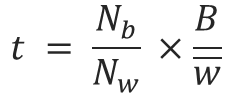 t = N_b / N_w × B / w̿